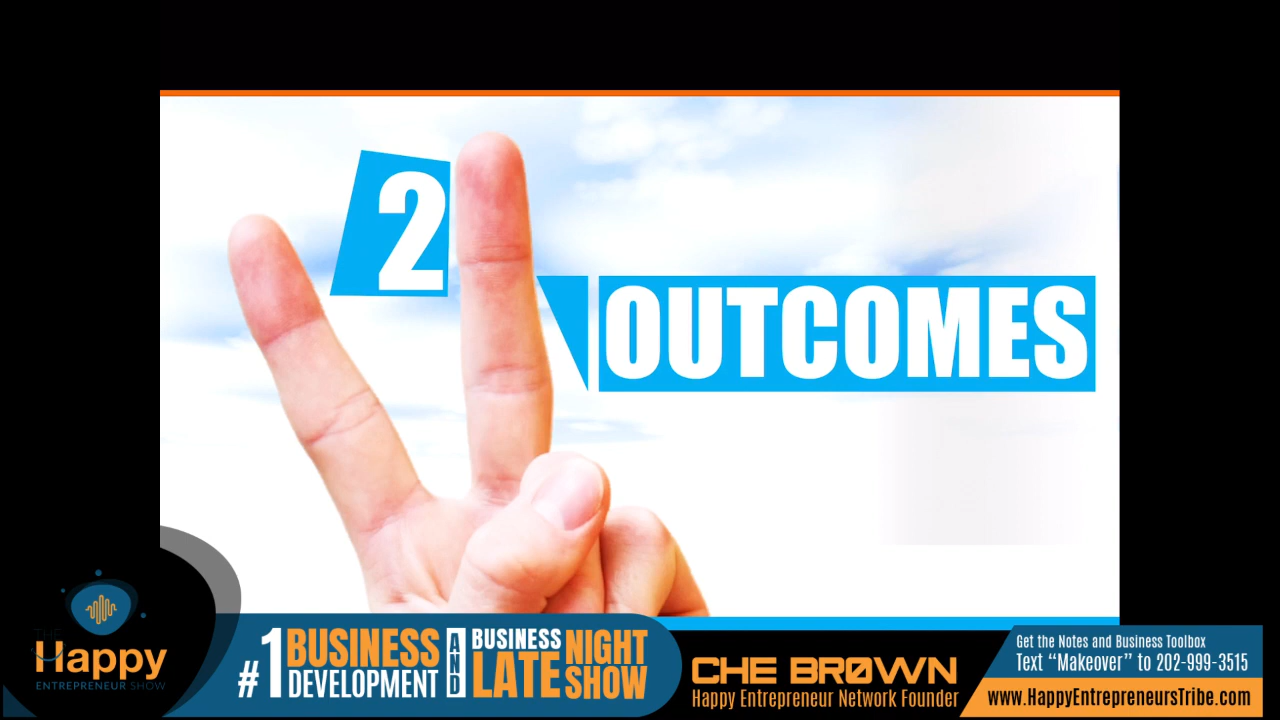 2
OUTCOMES
THE
Happy
ENTREPRENEUR SHOW
#1 BUSINESS DEVELOPMENT AND BUSINESS LATE NIGHT SHOW
CHE BRØWN
Happy Entrepreneur Network Founder
Get the Notes and Business Toolbox
Text “Makeover” to 202-999-3515
www.HappyEntrepreneursTribe.com